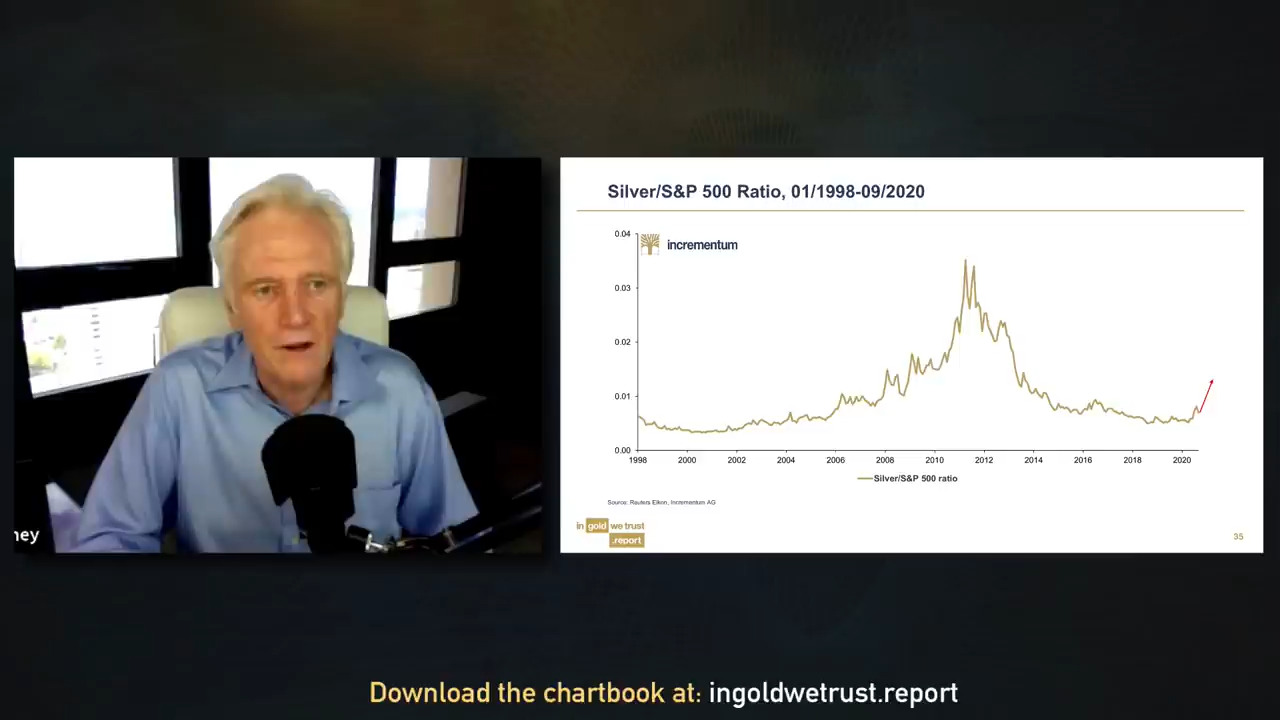 Silver/S&P 500 Ratio, 01/1998-09/2020
0.04
incrementum
0.03
0.02
0.01
0.00
1998 2000 2002 2004 2006 2008 2010 2012 2014 2016 2018 2020
Silver/S&P 500 ratio
Source: Reuters Eikon, Incrementum AG
in gold we trust
.report
35
ney
Download the chartbook at: ingoldwetrust.report